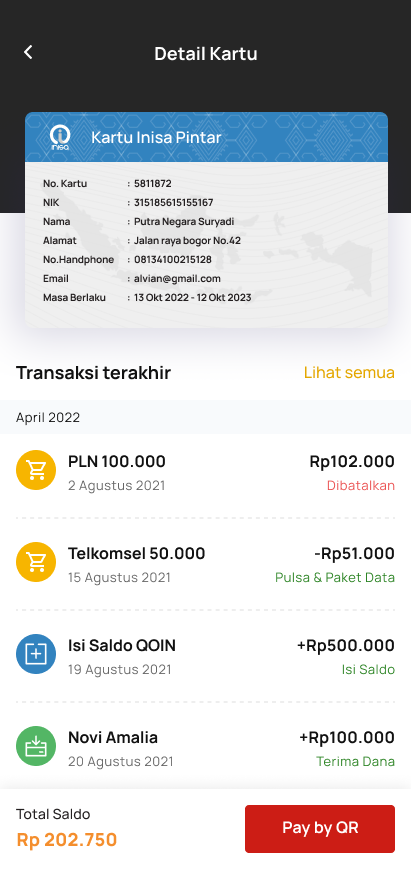 Detail Kartu
inisa
Kartu Inisa Pintar
No. Kartu : 5811872
NIK : 315185615155167
Nama : Putra Negara Suryadi
Alamat : Jalan raya bogor No.42
No.Handphone : 08134100215128
Email : alvian@gmail.com
Masa Berlaku : 13 Okt 2022 - 12 Okt 2023
Transaksi terakhir Lihat semua
April 2022
PLN 100.000 Rp102.000
2 Agustus 2021 Dibatalkan
Telkomsel 50.000 -Rp51.000
15 Agustus 2021 Pulsa & Paket Data
Isi Saldo QOIN +Rp500.000
19 Agustus 2021 Isi Saldo
Novi Amalia +Rp100.000
20 Agustus 2021 Terima Dana
Total Saldo
Rp 202.750
Pay by QR